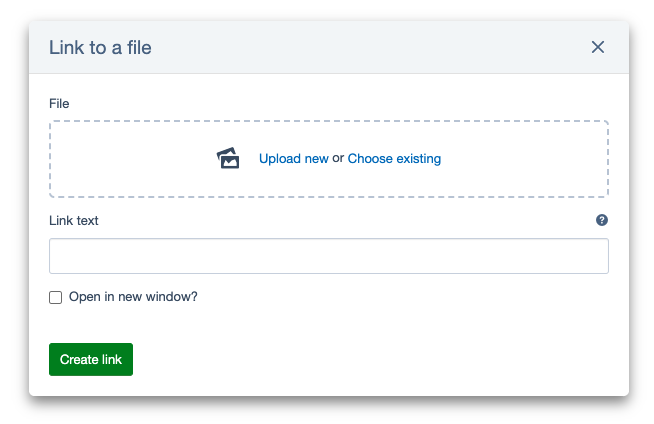 Link to a file
File
Upload new or Choose existing
Link text
?
Open in new window?
Create link